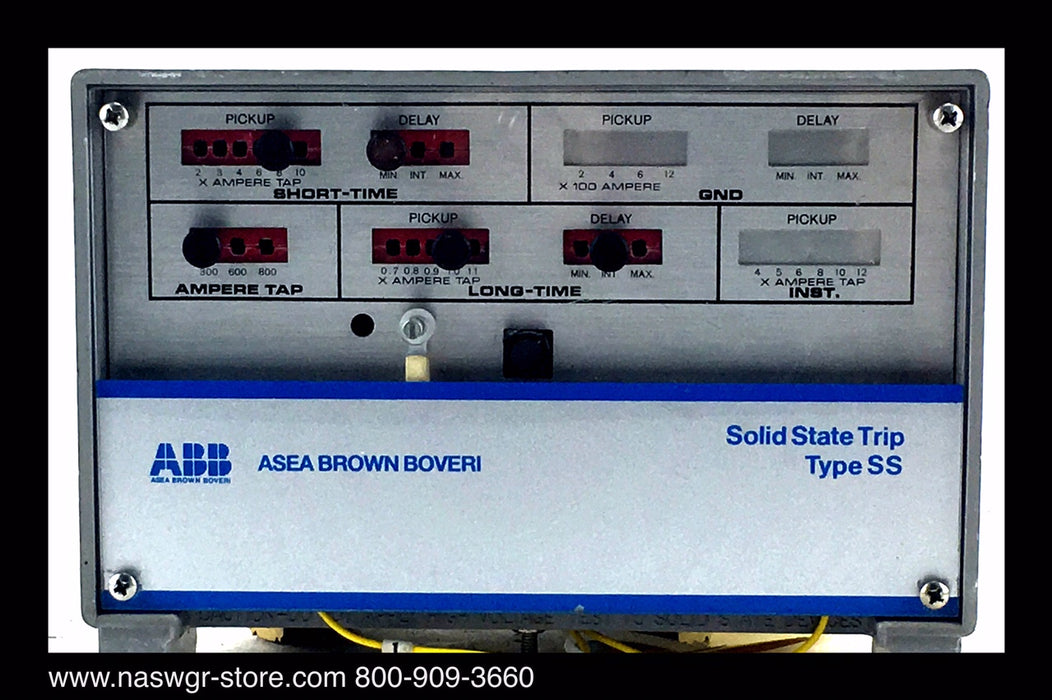 PICKUP DELAY
2 3 4 6 8 10 MIN. INT. MAX.
X AMPERE TAP
SHORT-TIME
PICKUP DELAY
2 4 6 12 MIN. INT. MAX.
X 100 AMPERE
GND
300 600 800
AMPERE TAP
PICKUP DELAY
0.7 0.8 0.9 1.0 11 MIN. INT MAX.
X AMPERE TAP
LONG-TIME
PICKUP
4 5 6 8 10 12
X AMPERE TAP
INST.
ABB ASEA BROWN BOVERI
ASEA BROWN BOVERI
Solid State Trip
Type SS
VOLTAGE TEST
www.naswgr-store.com 800-909-3660